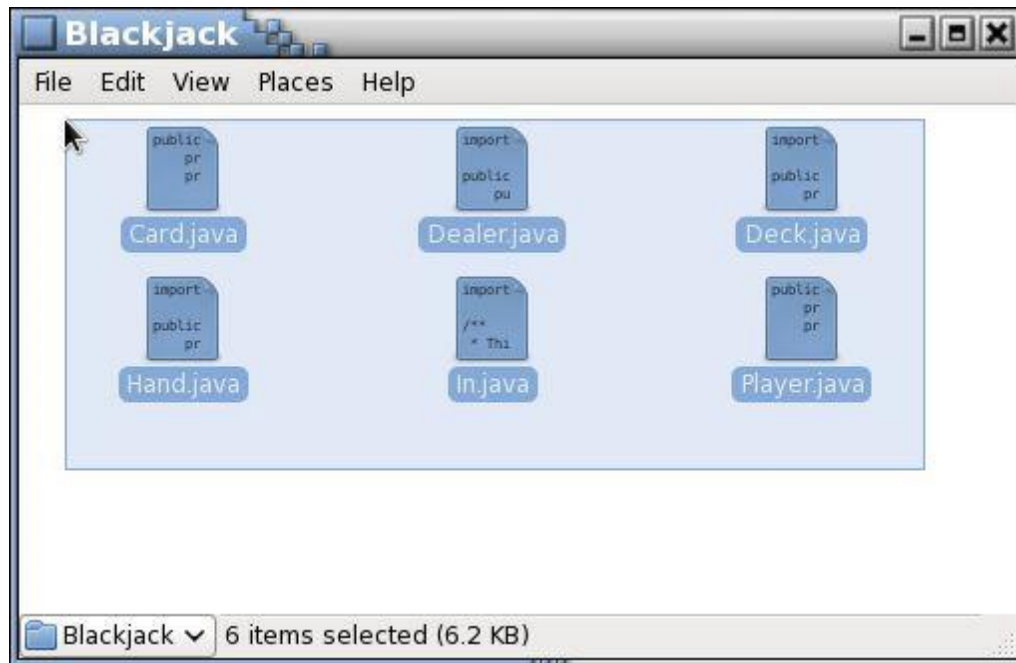 Blackjack
File Edit View Places Help
public
pr
pr
import
public
pu
import
public
pr
Card.java Dealer.java Deck.java
import
public
pr
import
/**
* Thi
public
pr
pr
Hand.java In.java Player.java
Blackjack 6 items selected (6.2 KB)